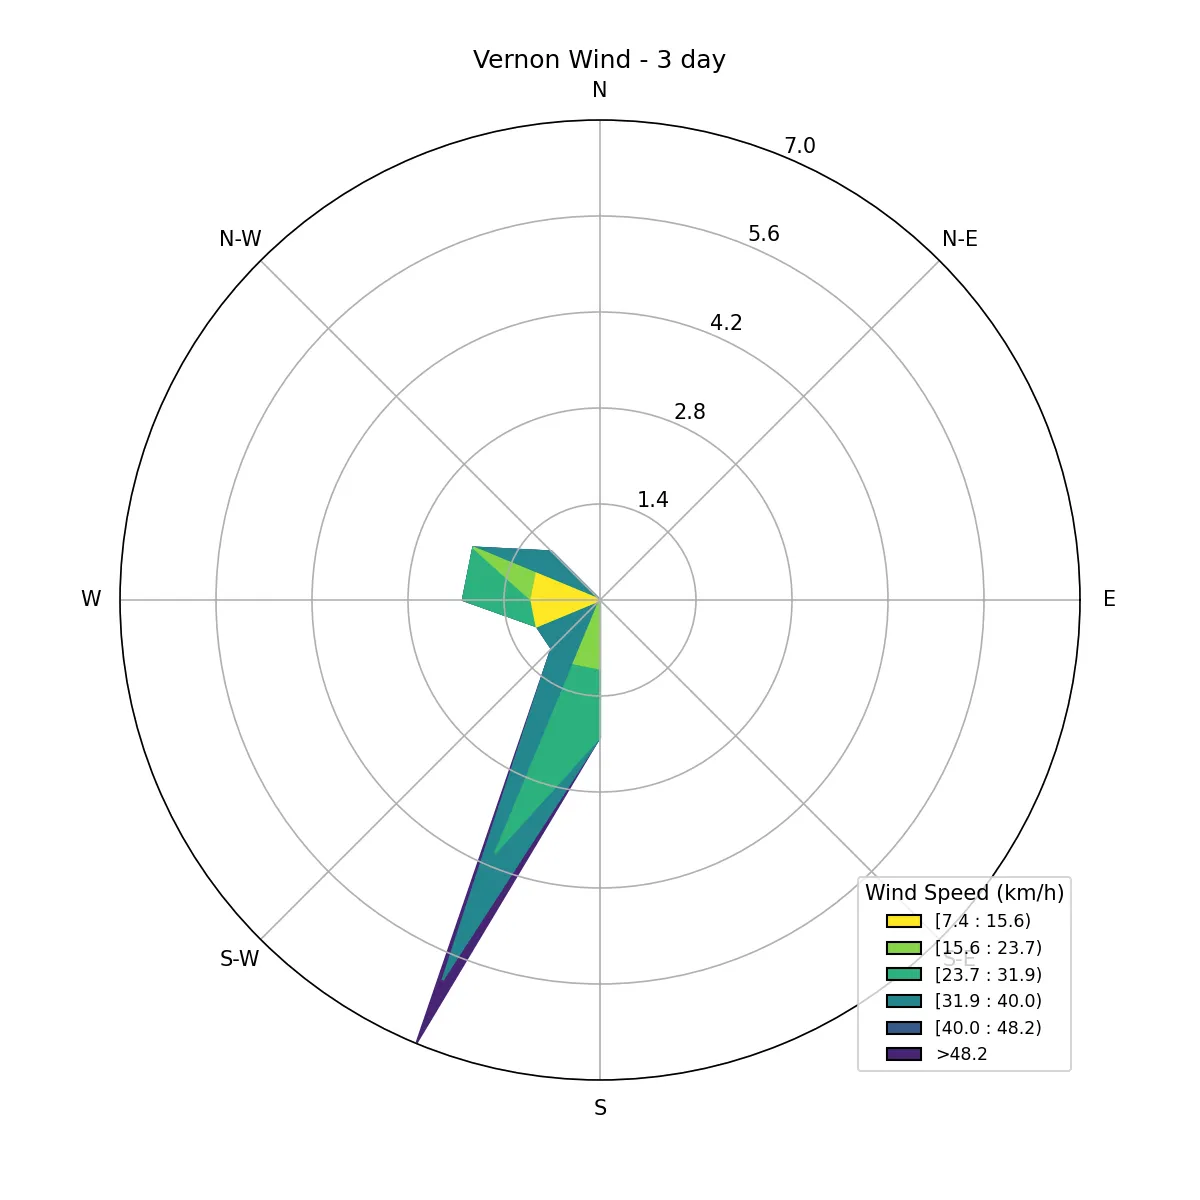 Vernon Wind - 3 day
N
7.0
N-W
5.6
N-E
4.2
2.8
1.4
W
E
S-W
S-E
S
Wind Speed (km/h)
[7.4 : 15.6)
[15.6 : 23.7)
[23.7 : 31.9)
[31.9 : 40.0)
[40.0 : 48.2)
>48.2